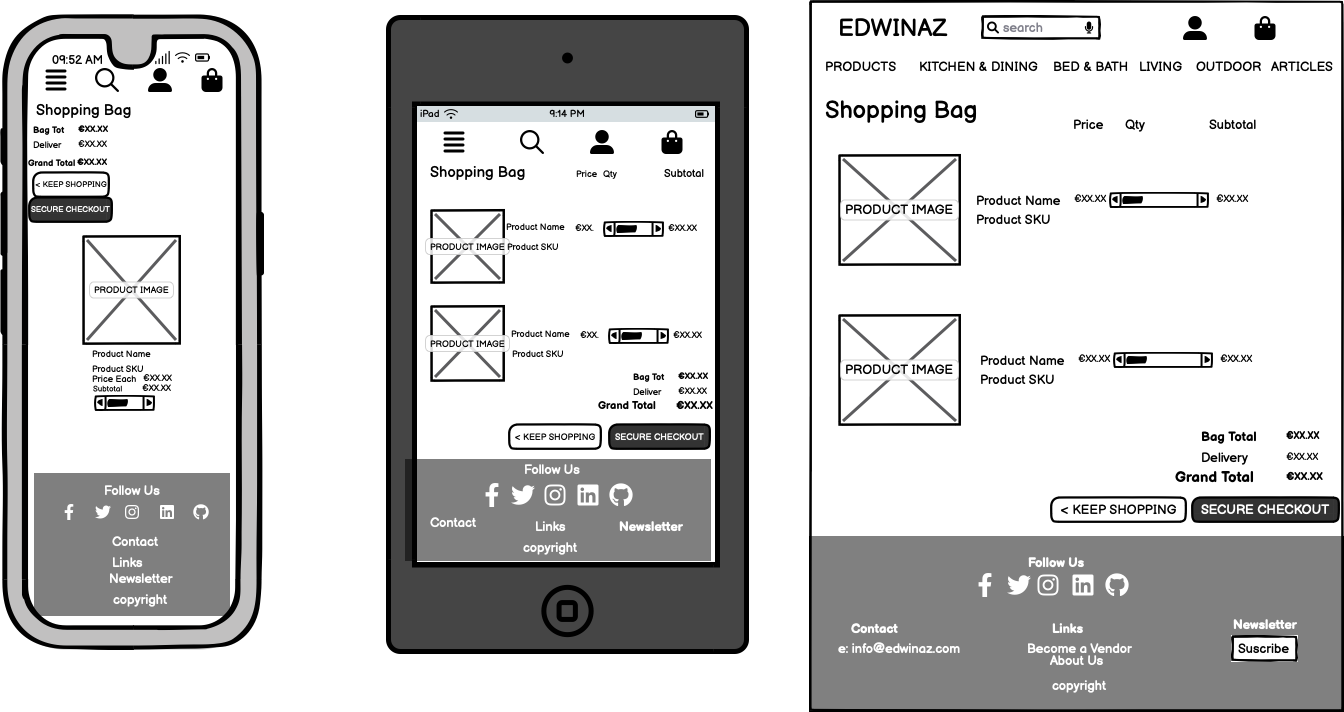 09:52 AM
Shopping Bag
Bag Tot €XX.XX
Deliver €XX.XX
Grand Total €XX.XX
< KEEP SHOPPING
SECURE CHECKOUT
PRODUCT IMAGE
Product Name
Product SKU
Price Each €XX.XX
Subtotal €XX.XX
Follow Us
Contact
Links
Newsletter
copyright
iPad 9:14 PM
Shopping Bag Price Qty Subtotal
PRODUCT IMAGE
Product Name €XX. €XX.XX
Product SKU
PRODUCT IMAGE
Product Name €XX. €XX.XX
Product SKU
Bag Tot €XX.XX
Deliver €XX.XX
Grand Total €XX.XX
< KEEP SHOPPING SECURE CHECKOUT
Follow Us
Contact Links Newsletter
copyright
EDWINAZ search
PRODUCTS KITCHEN & DINING BED & BATH LIVING OUTDOOR ARTICLES
Shopping Bag
Price Qty Subtotal
PRODUCT IMAGE
Product Name €XX.XX €XX.XX
Product SKU
PRODUCT IMAGE
Product Name €XX.XX €XX.XX
Product SKU
Bag Total €XX.XX
Delivery €XX.XX
Grand Total €XX.XX
< KEEP SHOPPING SECURE CHECKOUT
Follow Us
Contact Links Newsletter
e: info@edwinaz.com Become a Vendor Suscribe
About Us
copyright